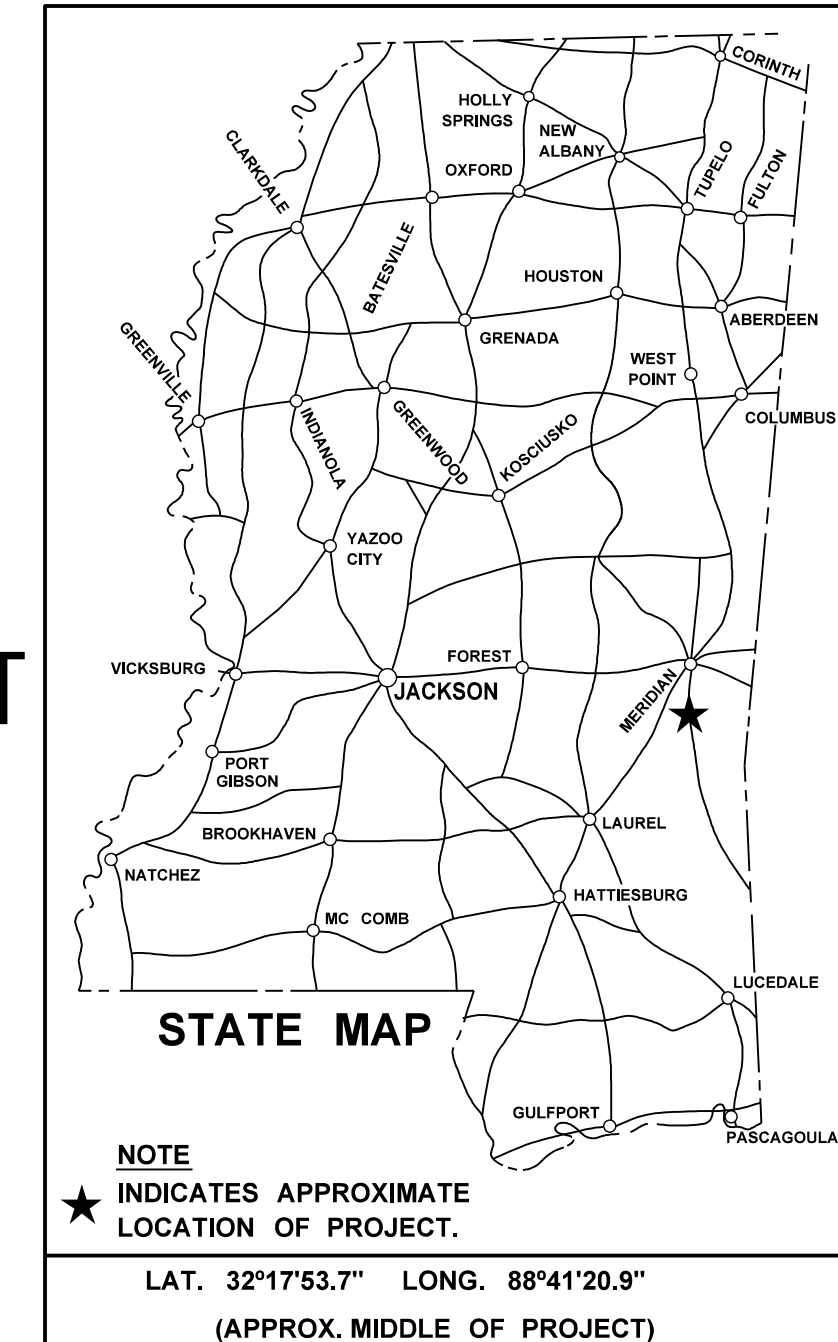 CORINTH
HOLLY
SPRINGS
NEW
ALBANY
CLARKDALE
OXFORD
TUPELO
FULTON
BATESVILLE
HOUSTON
ABERDEEN
GREENVILLE
GRENADA
WEST
POINT
COLUMBUS
INDIANOLA
GREENWOOD
KOSCIUSKO
YAZOO
CITY
VICKSBURG
FOREST
MERIDIAN
T
JACKSON
PORT
GIBSON
BROOKHAVEN
LAUREL
NATCHEZ
HATTIESBURG
MC COMB
LUCEDALE
STATE MAP
GULFPORT
PASCAGOULA
NOTE
INDICATES APPROXIMATE
LOCATION OF PROJECT.
LAT. 32º17'53.7" LONG. 88º41'20.9"
(APPROX. MIDDLE OF PROJECT)